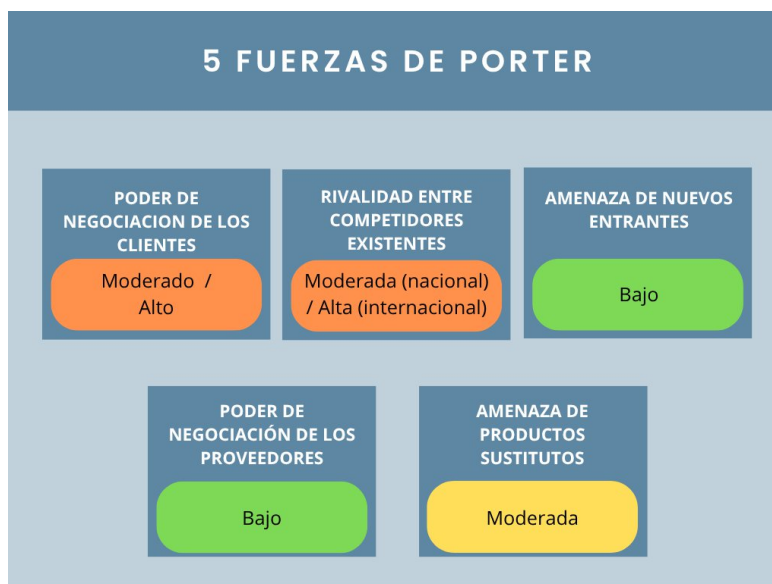 5 FUERZAS DE PORTER
PODER DE
NEGOCIACION DE LOS
CLIENTES
Moderado /
Alto
RIVALIDAD ENTRE
COMPETIDORES
EXISTENTES
Moderada (nacional)
/ Alta (internacional)
AMENAZA DE NUEVOS
ENTRANTES
Bajo
PODER DE
NEGOCIACIÓN DE LOS
PROVEEDORES
Bajo
AMENAZA DE
PRODUCTOS
SUSTITUTOS
Moderada